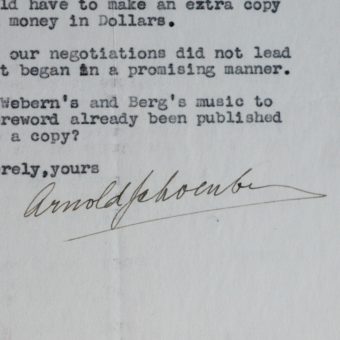 ld have to make an extra copy
money in Dollars.
our negotiations did not lead
t began in a promising manner.
Webern's and Berg's music to
reword already been published
a copy?
rely,yours
Arnold Schoenber